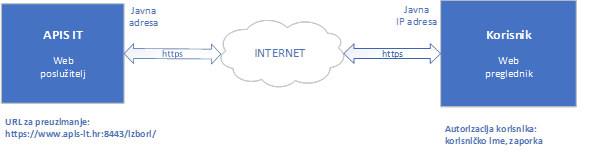 Javna
adresa
Javna
IP adresa
APIS IT
Web
poslužitelj
https
INTERNET
https
Korisnik
Web
preglednik
URL za preuzimanje:
https://www.apis-it.hr:8443/izbori/
Autorizacija korisnika:
korisničko ime, zaporka